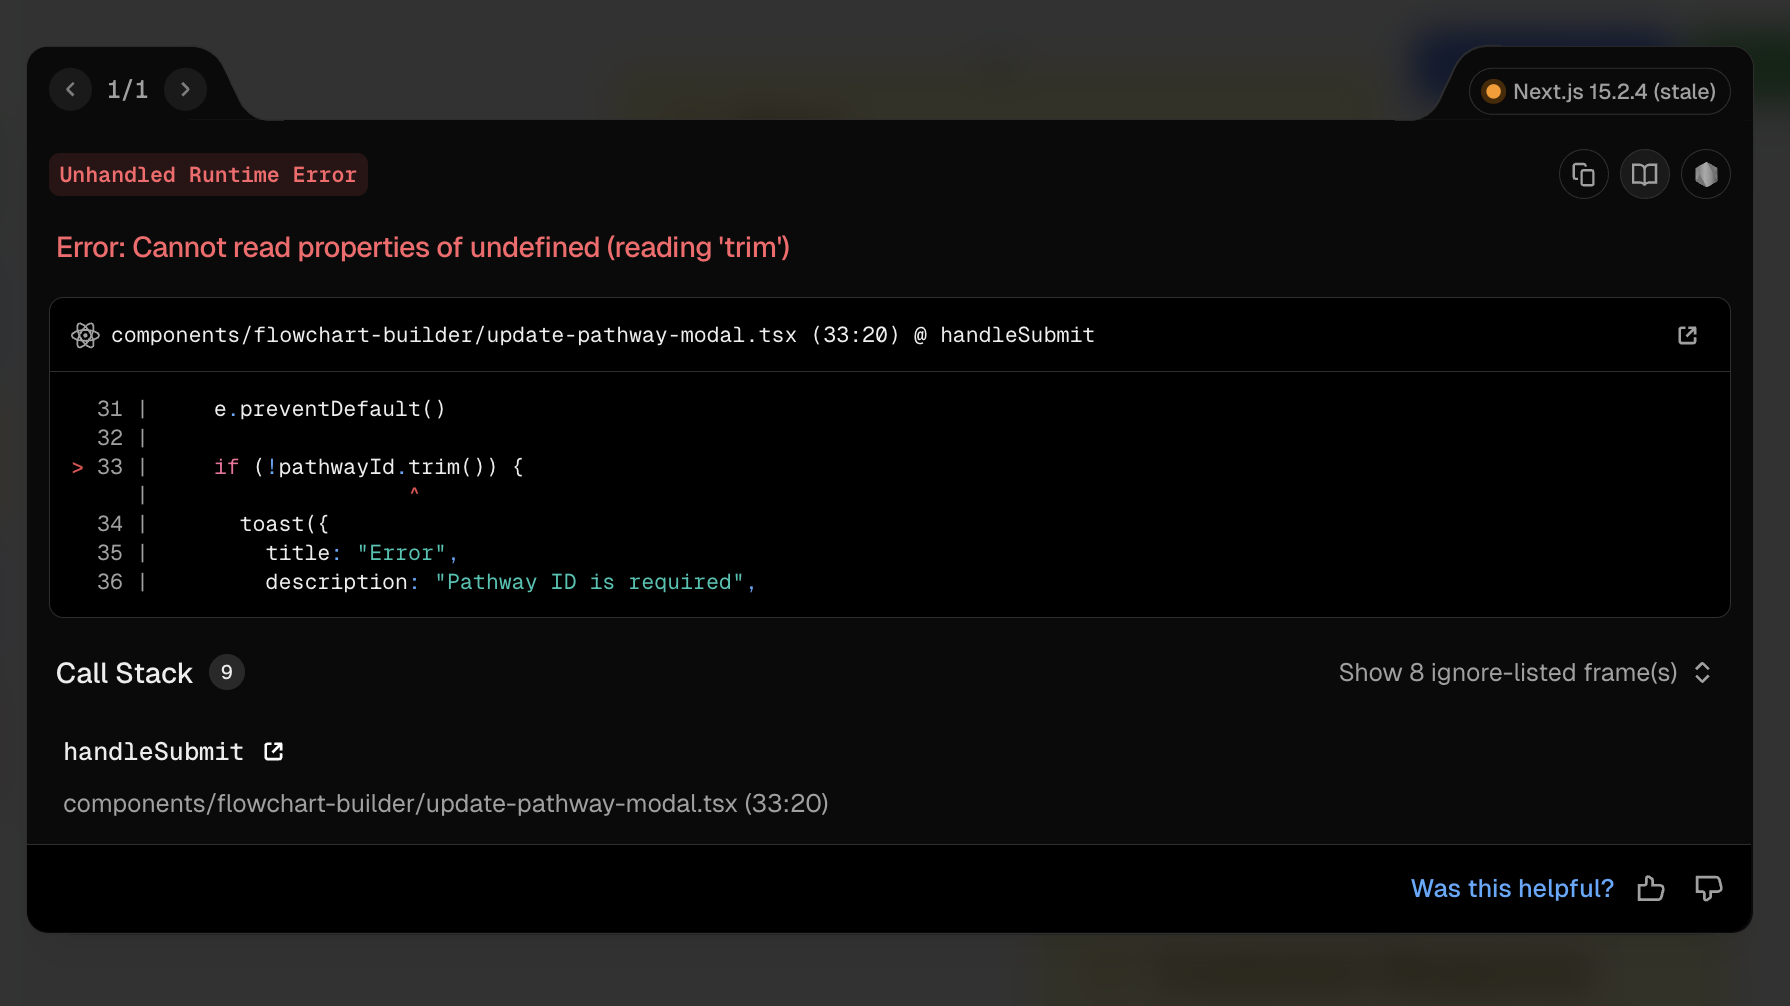 1/1
Next.js 15.2.4 (stale)
Unhandled Runtime Error
Error: Cannot read properties of undefined (reading 'trim')
components/flowchart-builder/update-pathway-modal.tsx (33:20) @ handleSubmit
31 |     e.preventDefault()
32 |
> 33 |     if (!pathwayId.trim()) {
|                    ^
34 |       toast({
35 |         title: "Error",
36 |         description: "Pathway ID is required",
Call Stack 9
Show 8 ignore-listed frame(s)
handleSubmit
components/flowchart-builder/update-pathway-modal.tsx (33:20)
Was this helpful?